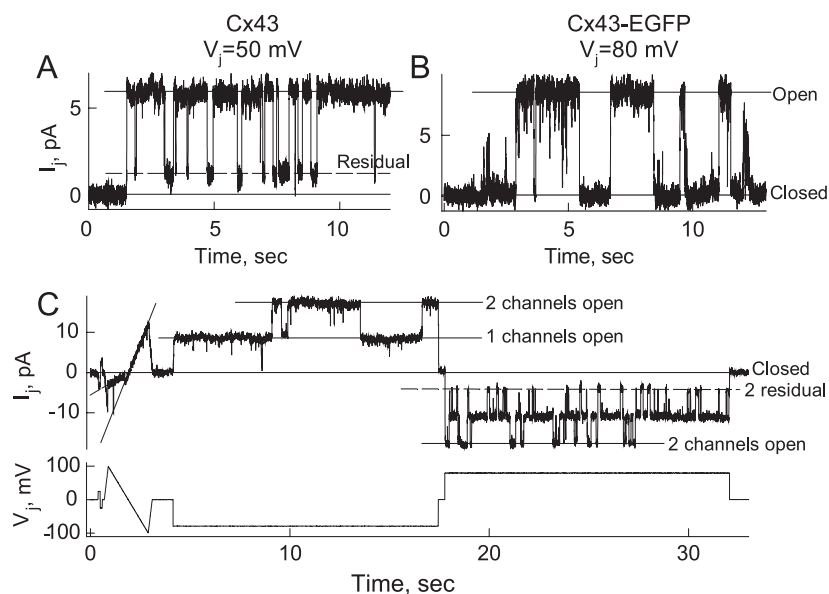 Cx43
V_j=50 mV
Cx43-EGFP
V_j=80 mV
A
B
I_j, pA
6
0
Residual
0
5
10
Time, sec
5
0
Open
Closed
0
5
10
Time, sec
C
I_j, pA
10
0
-10
2 channels open
1 channels open
Closed
2 residual
2 channels open
V_j, mV
100
0
-100
0
10
20
30
Time, sec